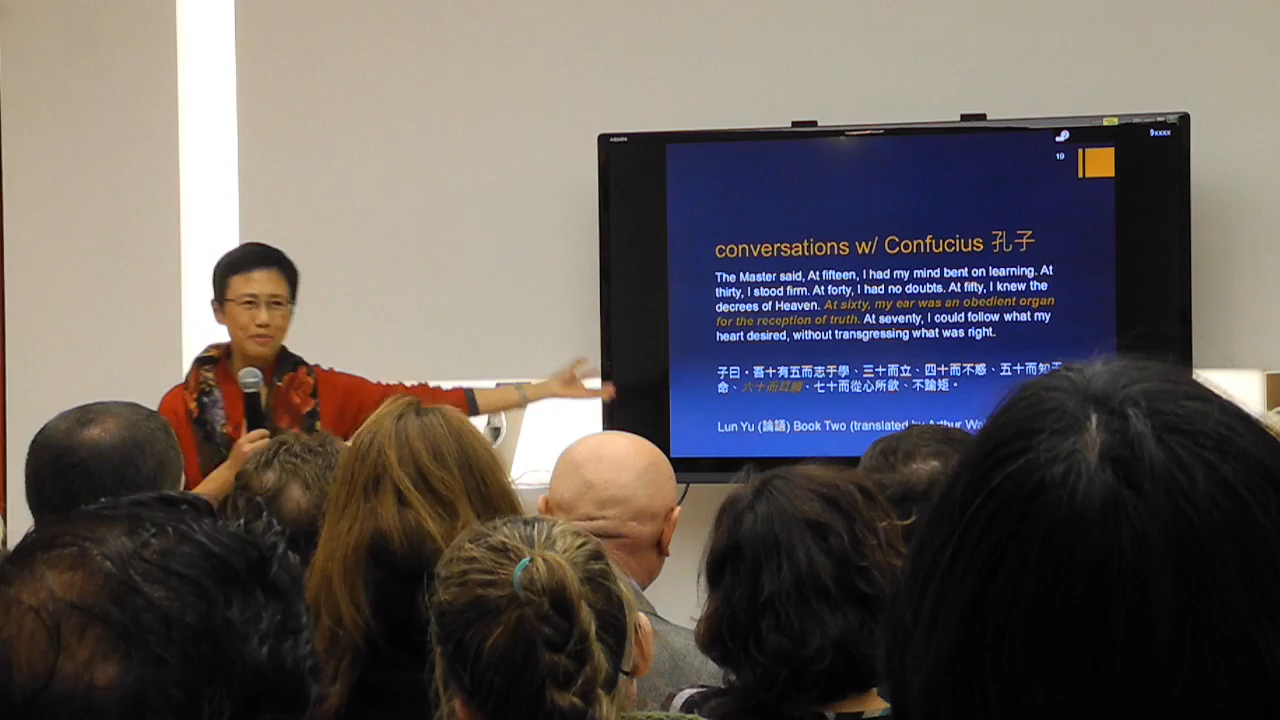 AQUOS
19
conversations w/ Confucius 孔子
The Master said, At fifteen, I had my mind bent on learning. At
thirty, I stood firm. At forty, I had no doubts. At fifty, I knew the
decrees of Heaven. At sixty, my ear was an obedient organ
for the reception of truth. At seventy, I could follow what my
heart desired, without transgressing what was right.
子曰。吾十有五而志于學、三十而立、四十而不惑、五十而知天
命、六十而耳順、七十而從心所欲、不踰矩。
Lun Yu (論語) Book Two (translated by Arthur